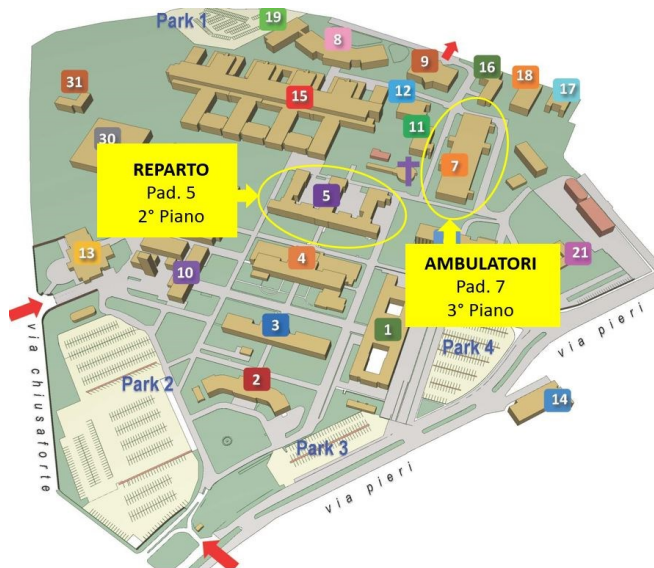 Park 1
19
8
9
16
18
17
31
15
12
11
30
7
REPARTO
Pad. 5
2° Piano
5
13
10
4
AMBULATORI
Pad. 7
3° Piano
21
3
1
Park 4
via pieri
via chiusaforte
Park 2
2
14
Park 3
via pieri